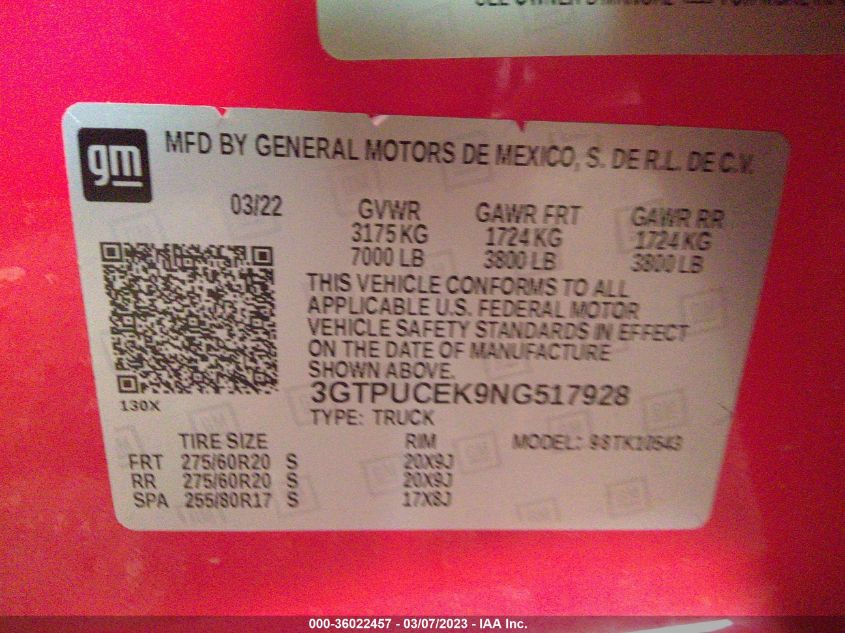 SEE OWNER'S MANUAL
gm
MFD BY GENERAL MOTORS DE MEXICO, S. DE R.L. DE C.V.
03/22
GVWR GAWR FRT GAWR RR
3175 KG 1724 KG 1724 KG
7000 LB 3800 LB 3800 LB
THIS VEHICLE CONFORMS TO ALL
APPLICABLE U.S. FEDERAL MOTOR
VEHICLE SAFETY STANDARDS IN EFFECT
ON THE DATE OF MANUFACTURE
SHOWN ABOVE.
3GTPUCEK9NG517928
130X
TYPE: TRUCK
TIRE SIZE RIM MODEL:
FRT 275/60R20 S 20X9J
RR 275/60R20 S 20X9J
SPA 255/80R17 S 17X8J
000-36022457 - 03/07/2023 - IAA Inc.